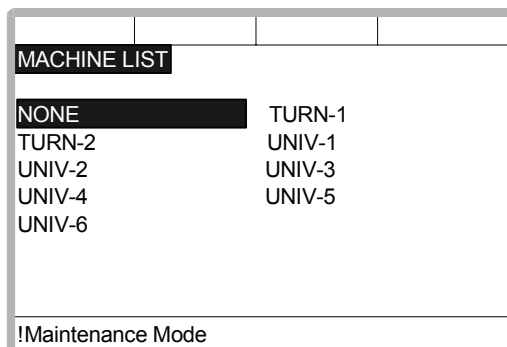 MACHINE LIST
NONE TURN-1
TURN-2 UNIV-1
UNIV-2 UNIV-3
UNIV-4 UNIV-5
UNIV-6
!Maintenance Mode